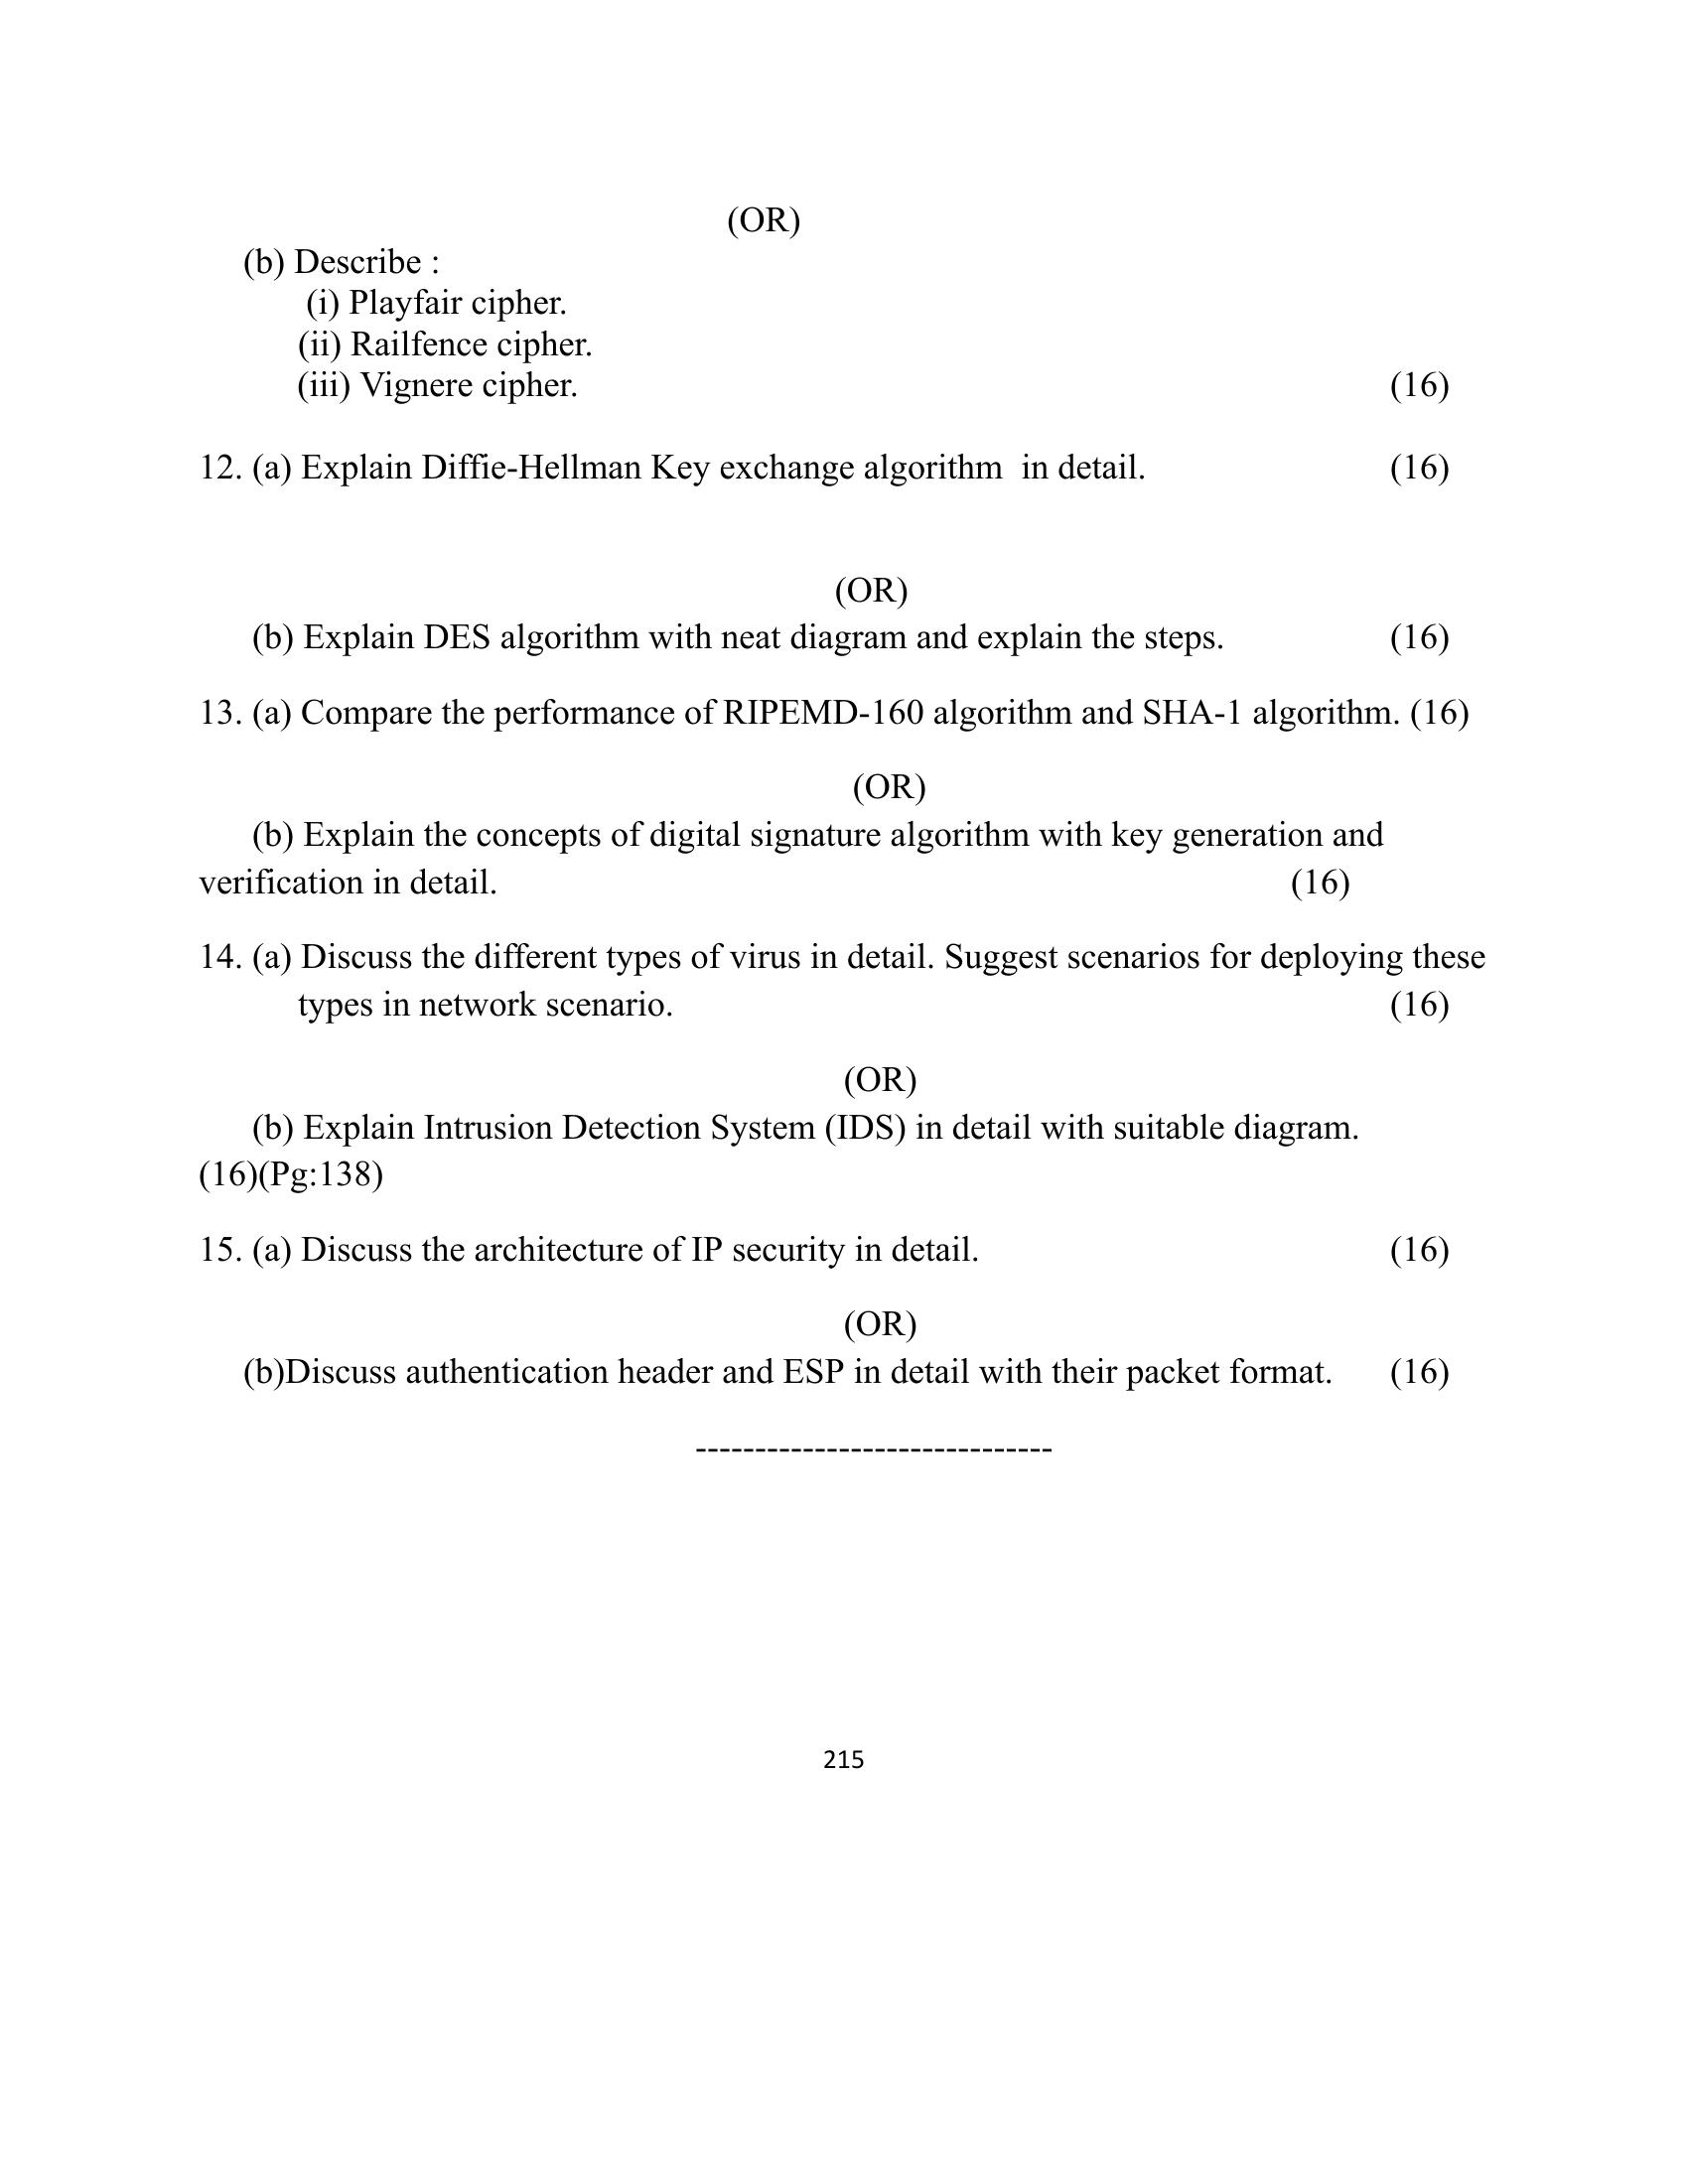 (OR)
(b) Describe :
(i) Playfair cipher.
(ii) Railfence cipher.
(iii) Vignere cipher. (16)
12. (a) Explain Diffie-Hellman Key exchange algorithm in detail. (16)
(OR)
(b) Explain DES algorithm with neat diagram and explain the steps. (16)
13. (a) Compare the performance of RIPEMD-160 algorithm and SHA-1 algorithm. (16)
(OR)
(b) Explain the concepts of digital signature algorithm with key generation and
verification in detail. (16)
14. (a) Discuss the different types of virus in detail. Suggest scenarios for deploying these
types in network scenario. (16)
(OR)
(b) Explain Intrusion Detection System (IDS) in detail with suitable diagram.
(16)(Pg:138)
15. (a) Discuss the architecture of IP security in detail. (16)
(OR)
(b)Discuss authentication header and ESP in detail with their packet format. (16)
------------------------------
215